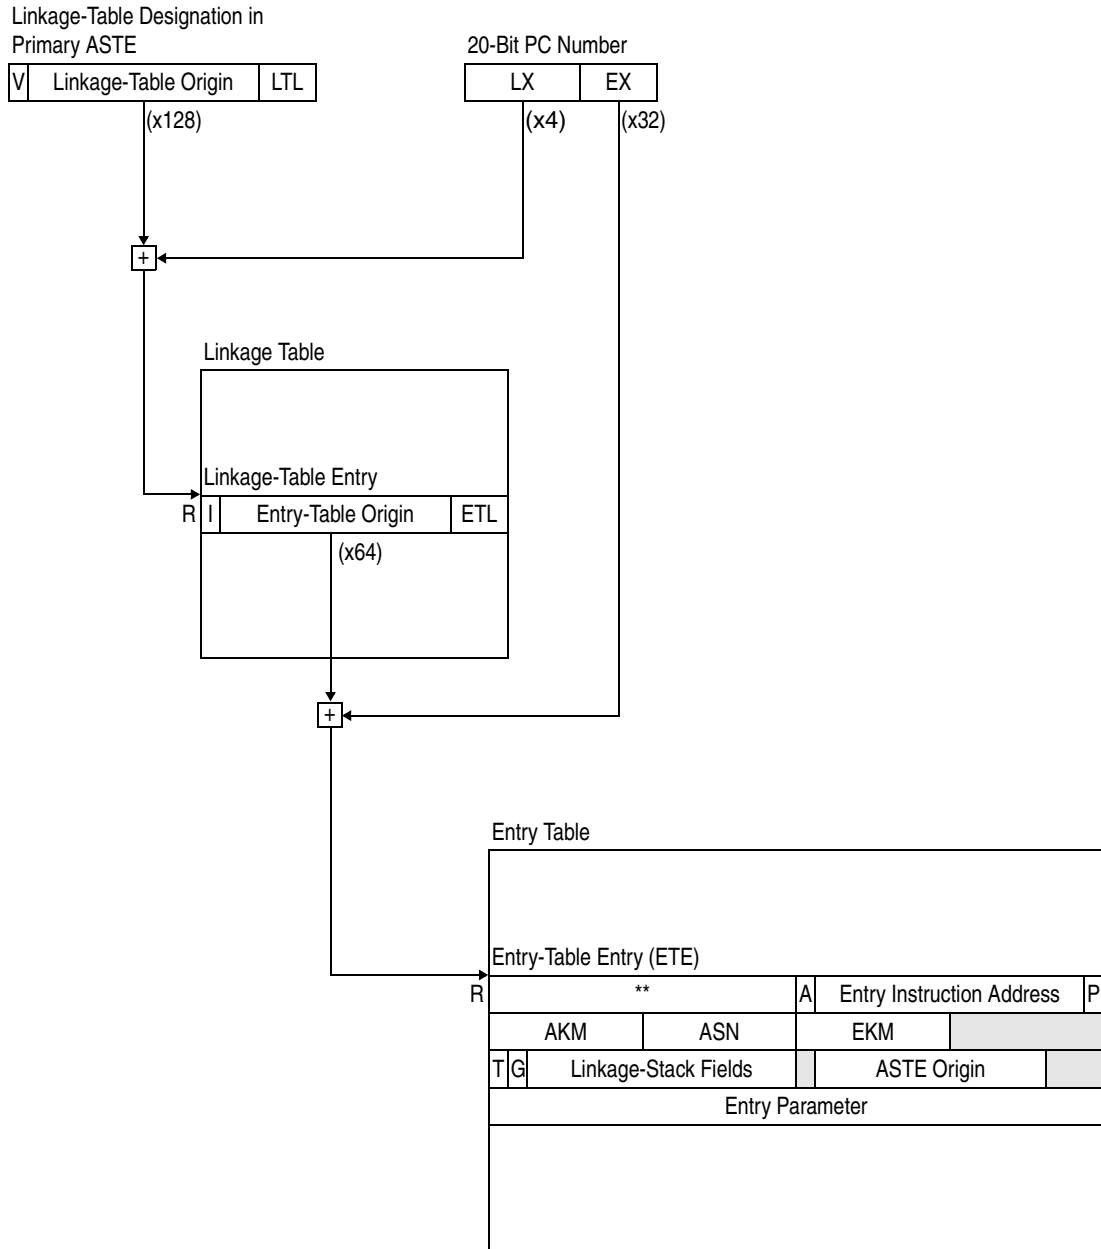 Linkage-Table Designation in
Primary ASTE
20-Bit PC Number
V Linkage-Table Origin LTL
LX EX
(x128)
(x4)
(x32)
+
Linkage Table
Linkage-Table Entry
R I Entry-Table Origin ETL
(x64)
+
Entry Table
Entry-Table Entry (ETE)
R ** A Entry Instruction Address P
AKM ASN EKM
T G Linkage-Stack Fields ASTE Origin
Entry Parameter